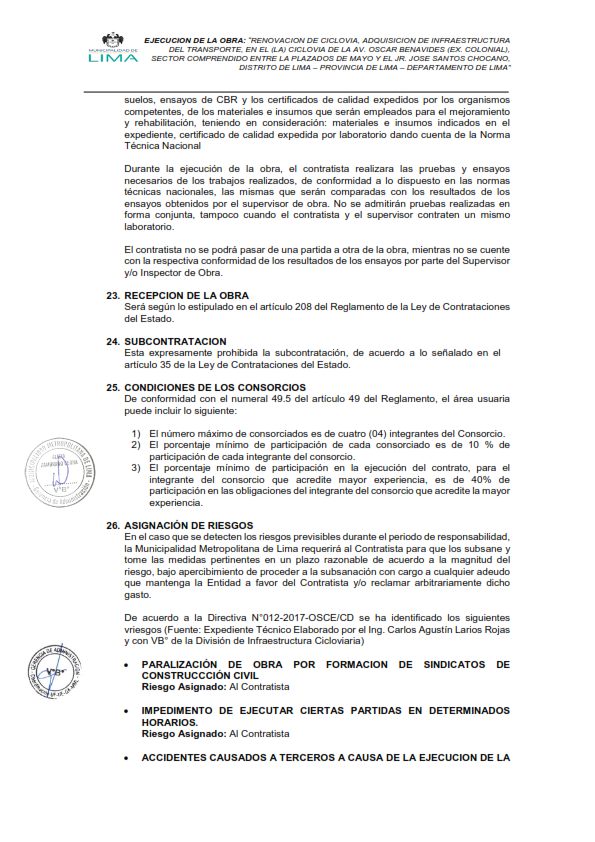 MUNICIPALIDAD DE
LIMA
EJECUCION DE LA OBRA: "RENOVACION DE CICLOVIA, ADQUISICION DE INFRAESTRUCTURA
DEL TRANSPORTE, EN EL (LA) CICLOVIA DE LA AV. OSCAR BENAVIDES (EX. COLONIAL),
SECTOR COMPRENDIDO ENTRE LA PLAZADOS DE MAYO Y EL JR. JOSE SANTOS CHOCANO,
DISTRITO DE LIMA – PROVINCIA DE LIMA – DEPARTAMENTO DE LIMA"
suelos, ensayos de CBR y los certificados de calidad expedidos por los organismos
competentes, de los materiales e insumos que serán empleados para el mejoramiento
y rehabilitación, teniendo en consideración: materiales e insumos indicados en el
expediente, certificado de calidad expedida por laboratorio dando cuenta de la Norma
Técnica Nacional
Durante la ejecución de la obra, el contratista realizara las pruebas y ensayos
necesarios de los trabajos realizados, de conformidad a lo dispuesto en las normas
técnicas nacionales, las mismas que serán comparadas con los resultados de los
ensayos obtenidos por el supervisor de obra. No se admitirán pruebas realizadas en
forma conjunta, tampoco cuando el contratista y el supervisor contraten un mismo
laboratorio.
El contratista no se podrá pasar de una partida a otra de la obra, mientras no se cuente
con la respectiva conformidad de los resultados de los ensayos por parte del Supervisor
y/o Inspector de Obra.
23. RECEPCION DE LA OBRA
Será según lo estipulado en el artículo 208 del Reglamento de la Ley de Contrataciones
del Estado.
24. SUBCONTRATACION
Esta expresamente prohibida la subcontratación, de acuerdo a lo señalado en el
artículo 35 de la Ley de Contrataciones del Estado.
25. CONDICIONES DE LOS CONSORCIOS
De conformidad con el numeral 49.5 del artículo 49 del Reglamento, el área usuaria
puede incluir lo siguiente:
1) El número máximo de consorciados es de cuatro (04) integrantes del Consorcio.
2) El porcentaje mínimo de participación de cada consorciado es de 10 % de
participación de cada integrante del consorcio.
3) El porcentaje mínimo de participación en la ejecución del contrato, para el
integrante del consorcio que acredite mayor experiencia, es de 40% de
participación en las obligaciones del integrante del consorcio que acredite la mayor
experiencia.
26. ASIGNACIÓN DE RIESGOS
En el caso que se detecten los riesgos previsibles durante el periodo de responsabilidad,
la Municipalidad Metropolitana de Lima requerirá al Contratista para que los subsane y
tome las medidas pertinentes en un plazo razonable de acuerdo a la magnitud del
riesgo, bajo apercibimiento de proceder a la subsanación con cargo a cualquier adeudo
que mantenga la Entidad a favor del Contratista y/o reclamar arbitrariamente dicho
gasto.
De acuerdo a la Directiva N°012-2017-OSCE/CD se ha identificado los siguientes
vriesgos (Fuente: Expediente Técnico Elaborado por el Ing. Carlos Agustín Larios Rojas
y con VB° de la División de Infraestructura Cicloviaria)
• PARALIZACIÓN DE OBRA POR FORMACION DE SINDICATOS DE
CONSTRUCCCIÓN CIVIL
Riesgo Asignado: Al Contratista
• IMPEDIMENTO DE EJECUTAR CIERTAS PARTIDAS EN DETERMINADOS
HORARIOS.
Riesgo Asignado: Al Contratista
• ACCIDENTES CAUSADOS A TERCEROS A CAUSA DE LA EJECUCION DE LA